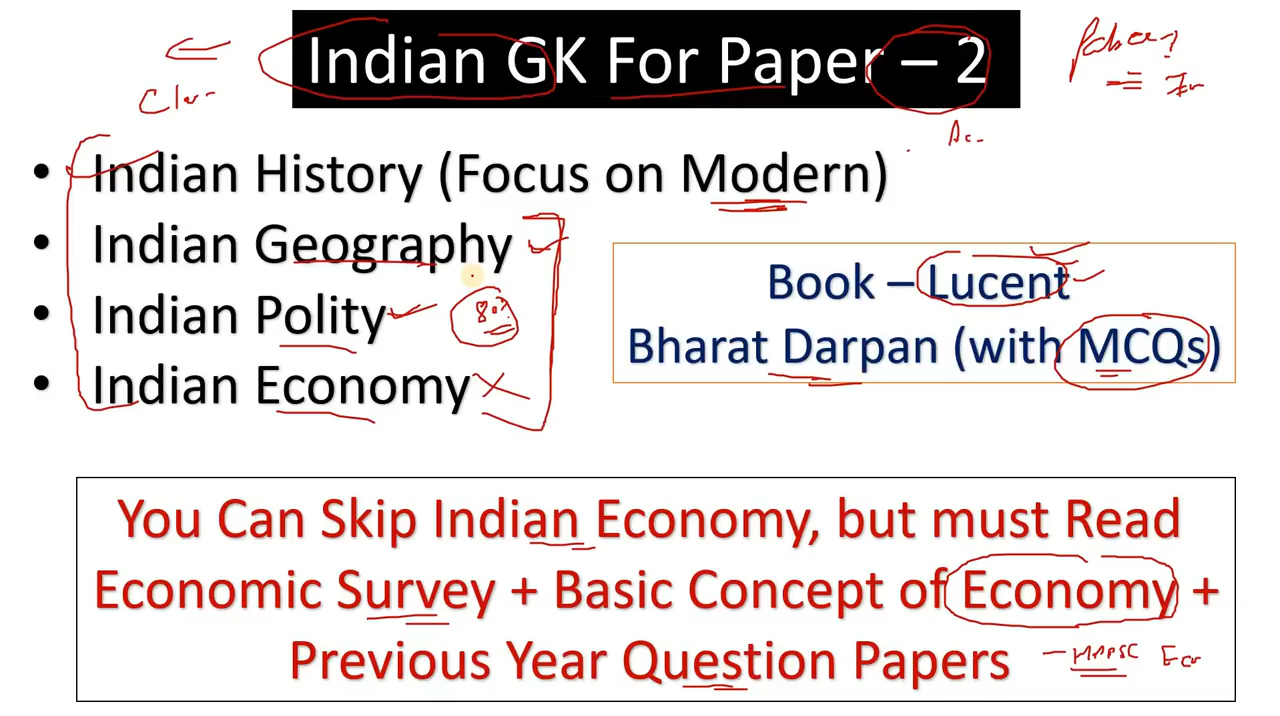 Indian GK For Paper – 2
• Indian History (Focus on Modern)
• Indian Geography
• Indian Polity
80%
• Indian Economy
Book – Lucent
Bharat Darpan (with MCQs)
You Can Skip Indian Economy, but must Read
Economic Survey + Basic Concept of Economy +
Previous Year Question Papers